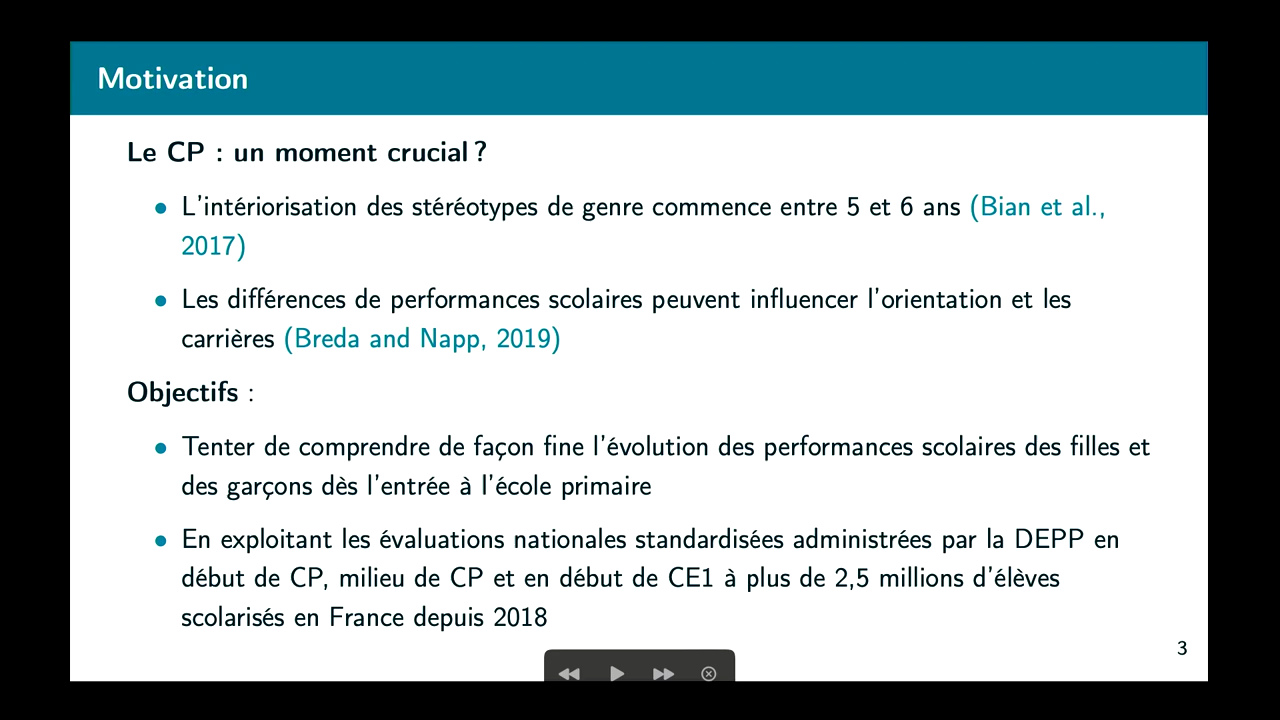 Motivation
Le CP : un moment crucial ?
• L'intériorisation des stéréotypes de genre commence entre 5 et 6 ans (Bian et al.,
2017)
• Les différences de performances scolaires peuvent influencer l'orientation et les
carrières (Breda and Napp, 2019)
Objectifs :
• Tenter de comprendre de façon fine l'évolution des performances scolaires des filles et
des garçons dès l'entrée à l'école primaire
• En exploitant les évaluations nationales standardisées administrées par la DEPP en
début de CP, milieu de CP et en début de CE1 à plus de 2,5 millions d'élèves
scolarisés en France depuis 2018
3